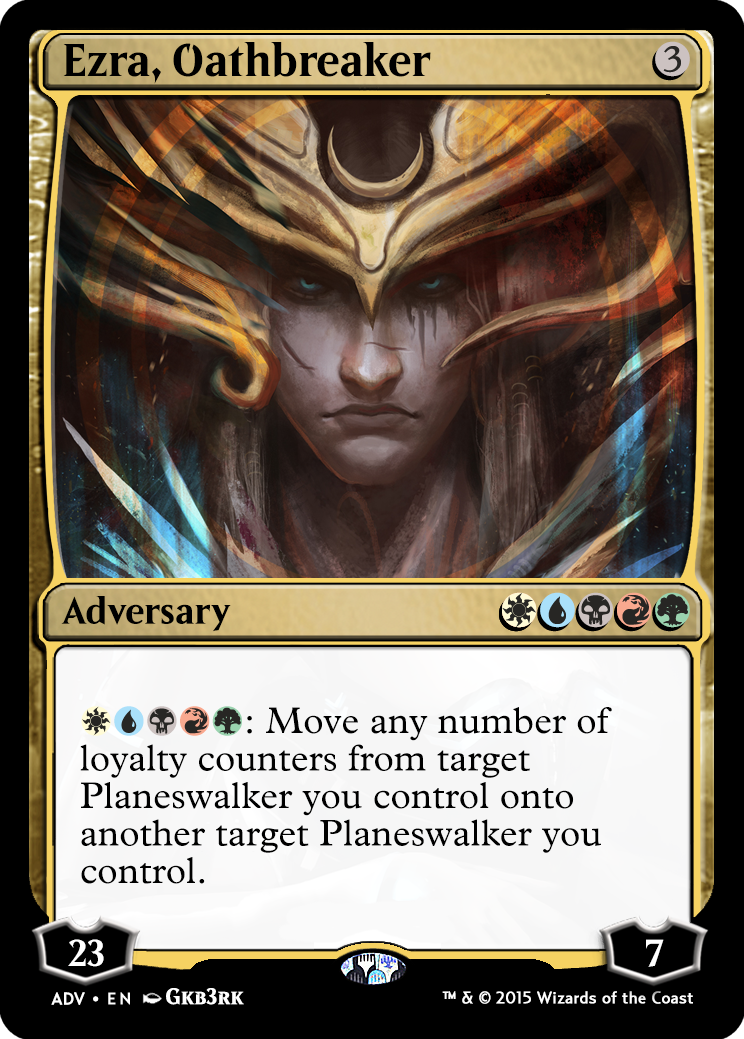 Ezra, Oathbreaker 3
Adversary
: Move any number of
loyalty counters from target
Planeswalker you control onto
another target Planeswalker you
control.
23 7
ADV • EN GKB3RK ™ & © 2015 Wizards of the Coast